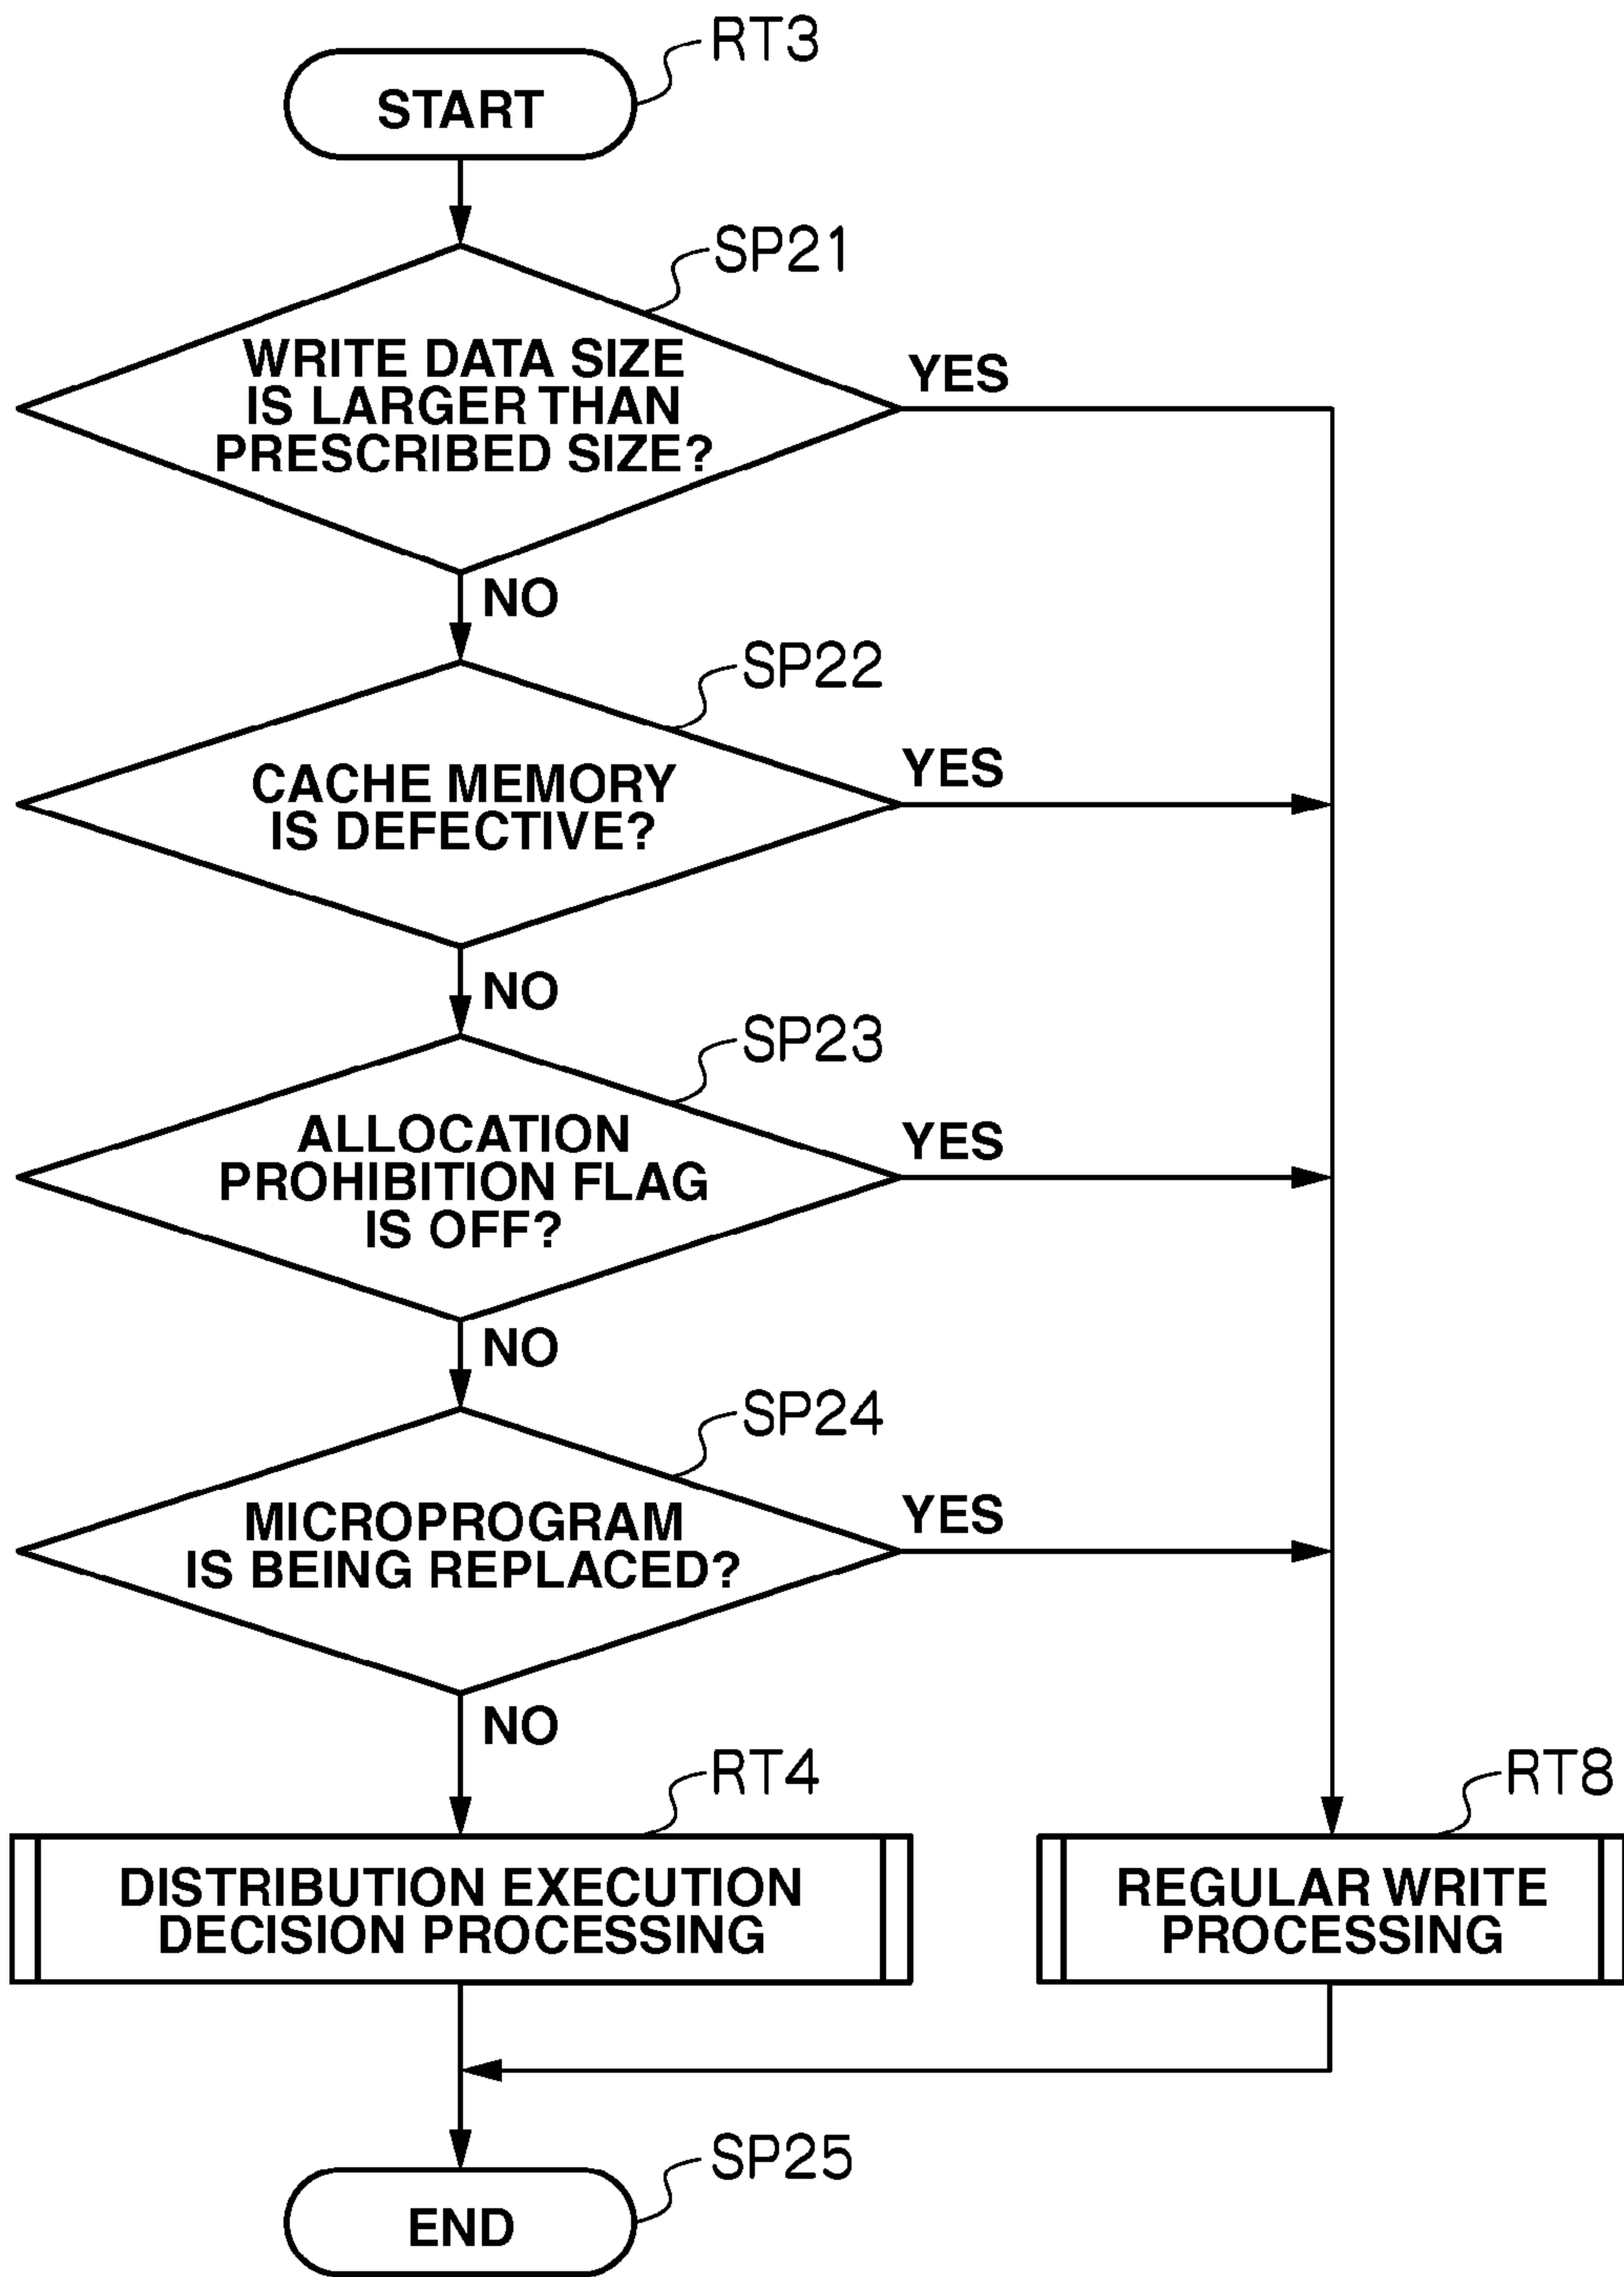 RT3
START
SP21
WRITE DATA SIZE
IS LARGER THAN
PRESCRIBED SIZE?
YES
NO
SP22
CACHE MEMORY
IS DEFECTIVE?
YES
NO
SP23
ALLOCATION
PROHIBITION FLAG
IS OFF?
YES
NO
SP24
MICROPROGRAM
IS BEING REPLACED?
YES
NO
RT4
DISTRIBUTION EXECUTION
DECISION PROCESSING
RT8
REGULAR WRITE
PROCESSING
SP25
END